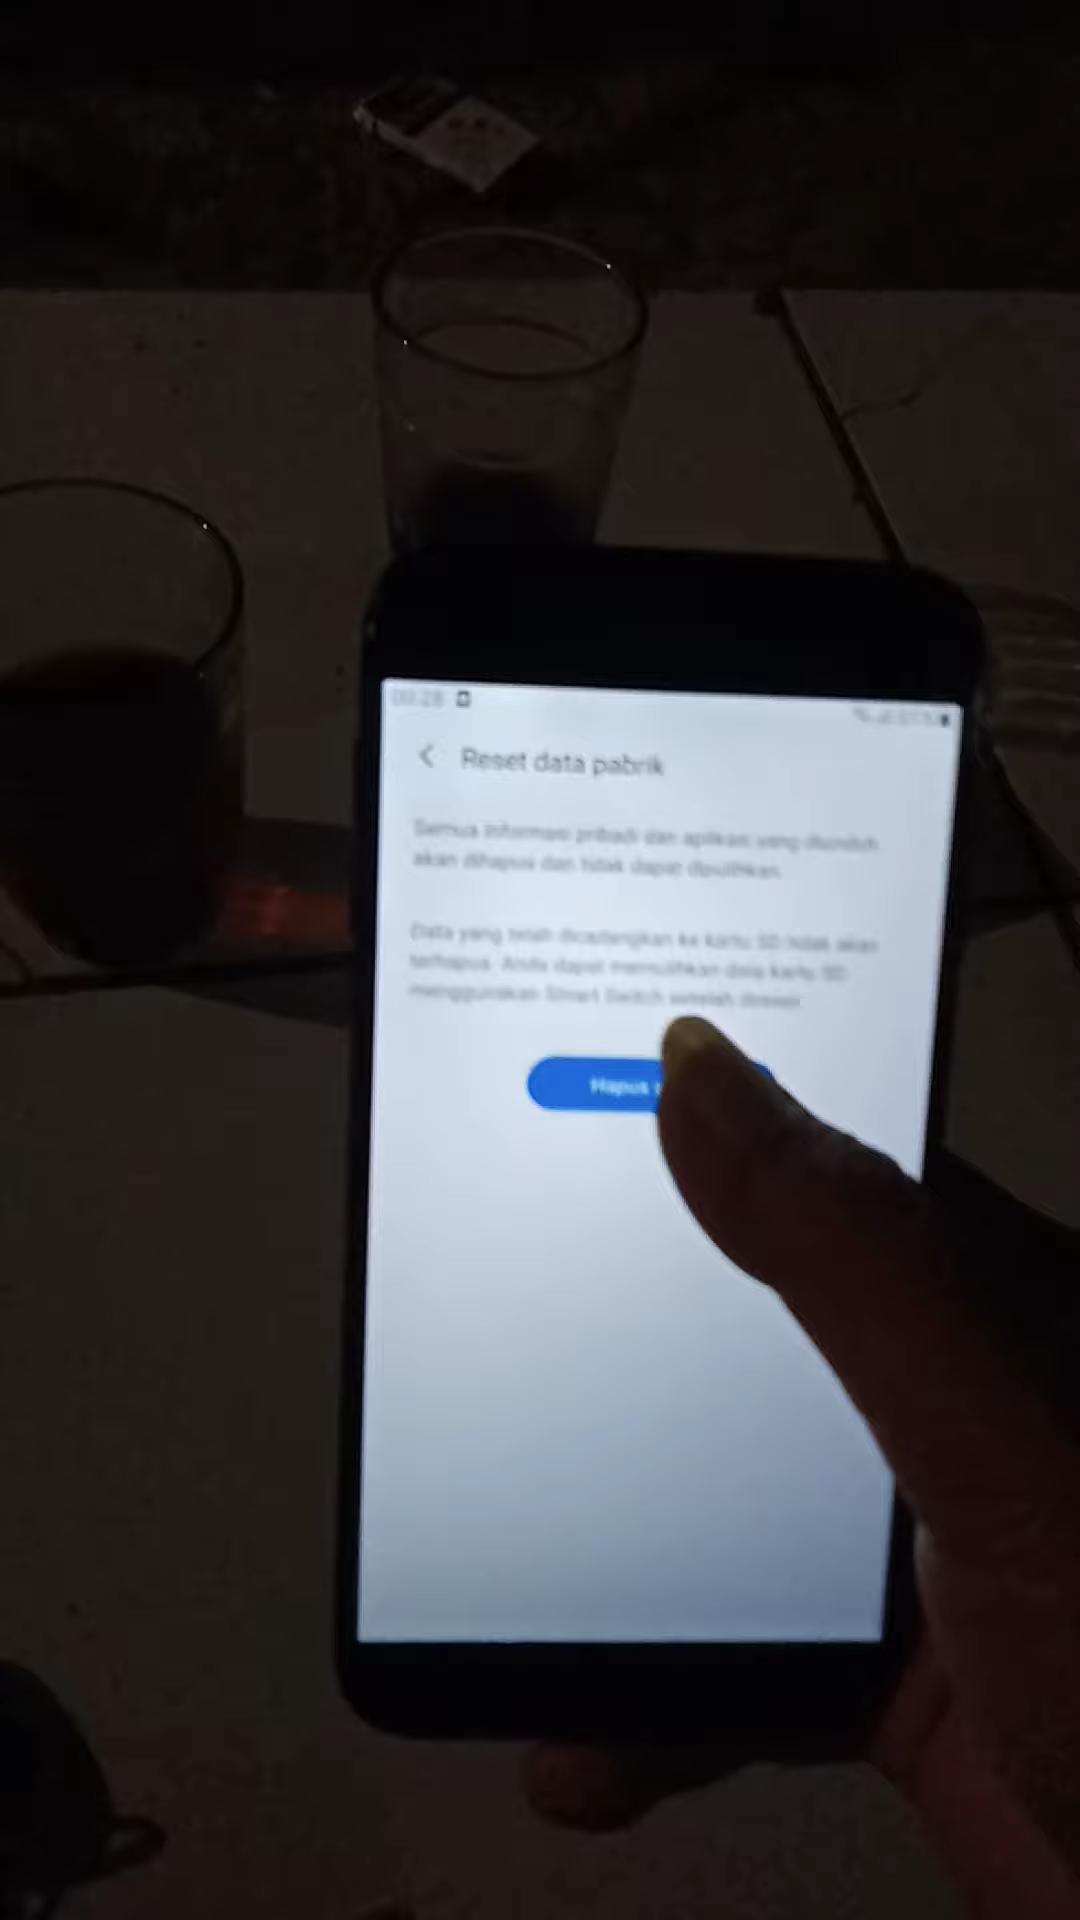 00:28
Reset data pabrik
Semua informasi pribadi dan aplikasi yang diunduh
akan dihapus dan tidak dapat dipulihkan.
Data yang telah dicadangkan ke kartu SD tidak akan
terhapus. Anda dapat memulihkan data kartu SD
menggunakan Smart Switch setelah direset.
Hapus